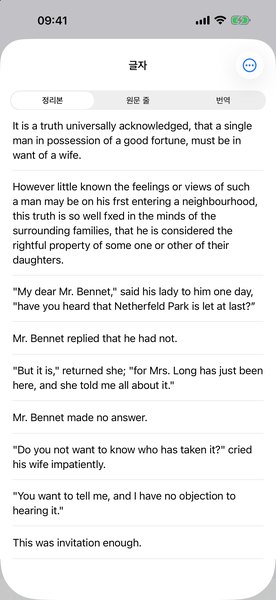 09:41
글자
정리본
원문 줄
번역
It is a truth universally acknowledged, that a single
man in possession of a good fortune, must be in
want of a wife.
However little known the feelings or views of such
a man may be on his frst entering a neighbourhood,
this truth is so well fxed in the minds of the
surrounding families, that he is considered the
rightful property of some one or other of their
daughters.
"My dear Mr. Bennet," said his lady to him one day,
"have you heard that Netherfeld Park is let at last?"
Mr. Bennet replied that he had not.
"But it is," returned she; "for Mrs. Long has just been
here, and she told me all about it."
Mr. Bennet made no answer.
"Do you not want to know who has taken it?" cried
his wife impatiently.
"You want to tell me, and I have no objection to
hearing it."
This was invitation enough.